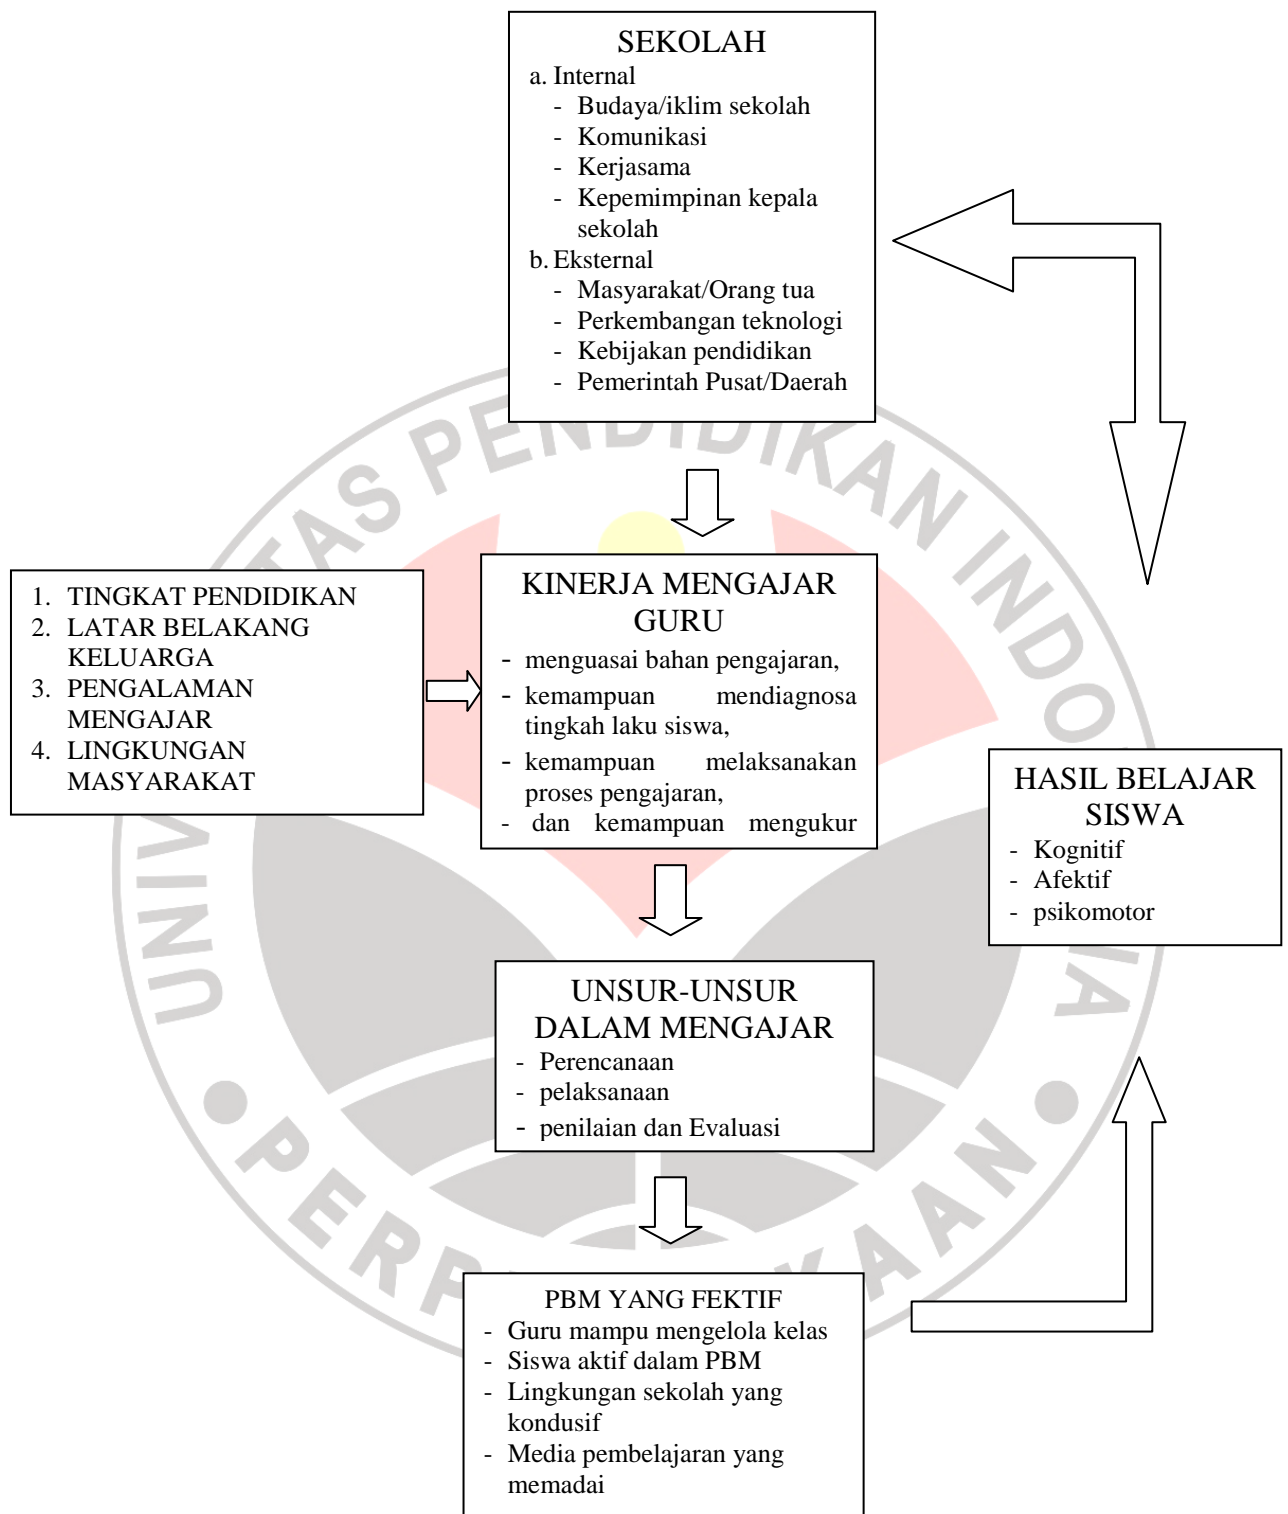 SEKOLAH
a. Internal
- Budaya/iklim sekolah
- Komunikasi
- Kerjasama
- Kepemimpinan kepala
sekolah
b. Eksternal
- Masyarakat/Orang tua
- Perkembangan teknologi
- Kebijakan pendidikan
- Pemerintah Pusat/Daerah
1. TINGKAT PENDIDIKAN
2. LATAR BELAKANG
KELUARGA
3. PENGALAMAN
MENGAJAR
4. LINGKUNGAN
MASYARAKAT
KINERJA MENGAJAR
GURU
- menguasai bahan pengajaran,
- kemampuan mendiagnosa
tingkah laku siswa,
- kemampuan melaksanakan
proses pengajaran,
- dan kemampuan mengukur
HASIL BELAJAR
SISWA
- Kognitif
- Afektif
- psikomotor
UNSUR-UNSUR
DALAM MENGAJAR
- Perencanaan
- pelaksanaan
- penilaian dan Evaluasi
PBM YANG FEKTIF
- Guru mampu mengelola kelas
- Siswa aktif dalam PBM
- Lingkungan sekolah yang
kondusif
- Media pembelajaran yang
memadai
PENDIDIKAN